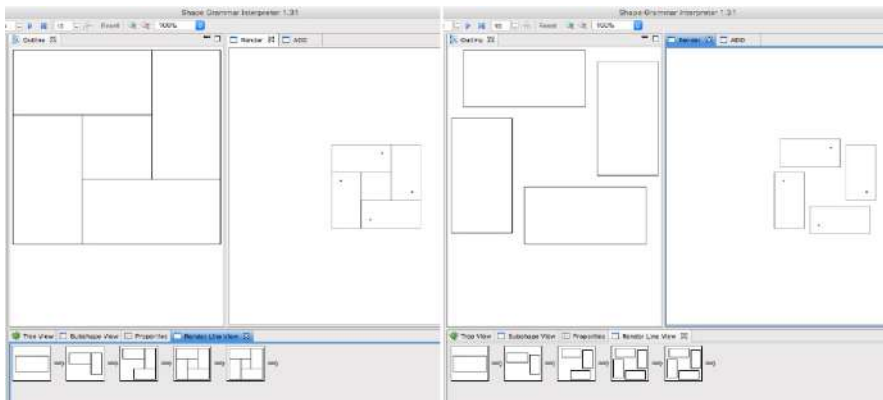 Shape Grammar Interpreter 1.31
Reset 100%
Outline
Render ADD
Tree View Subshape View Properties Render Line View
Shape Grammar Interpreter 1.31
Reset 100%
Outline
Render ADD
Tree View Subshape View Properties Render Line View